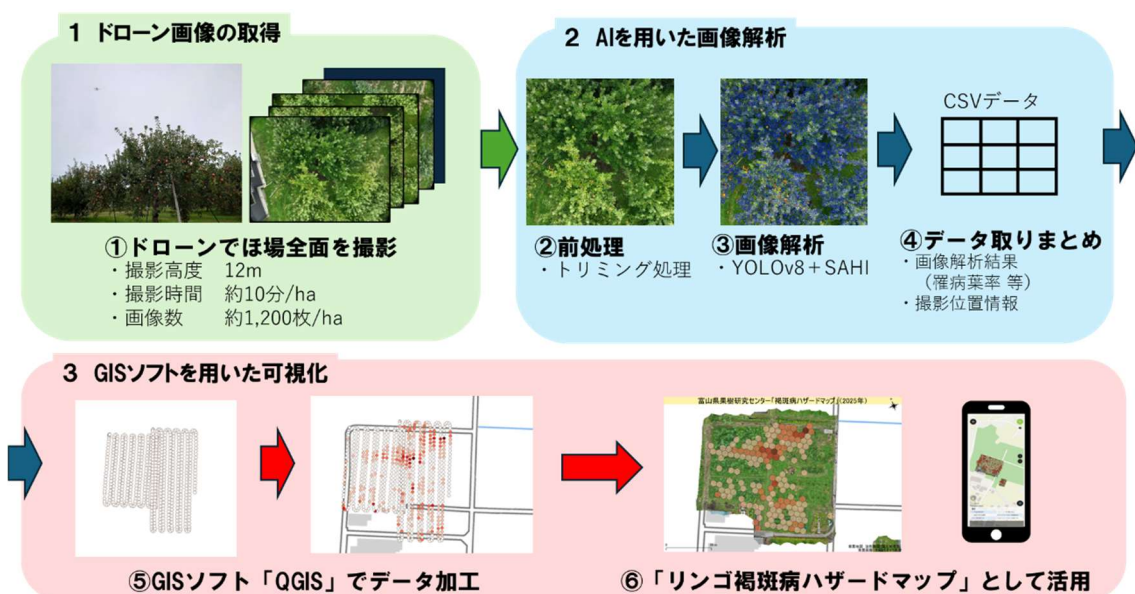 1 ドローン画像の取得
①ドローンでほ場全面を撮影
・撮影高度 12m
・撮影時間 約10分/ha
・画像数 約1,200枚/ha
2 AIを用いた画像解析
②前処理
・トリミング処理
③画像解析
・YOLOv8+SAHI
CSVデータ
④データ取りまとめ
・画像解析結果
（罹病葉率 等）
・撮影位置情報
3 GISソフトを用いた可視化
⑤GISソフト「QGIS」でデータ加工
富山県果樹研究センター「褐斑病ハザードマップ」(2025年)
⑥「リンゴ褐斑病ハザードマップ」として活用